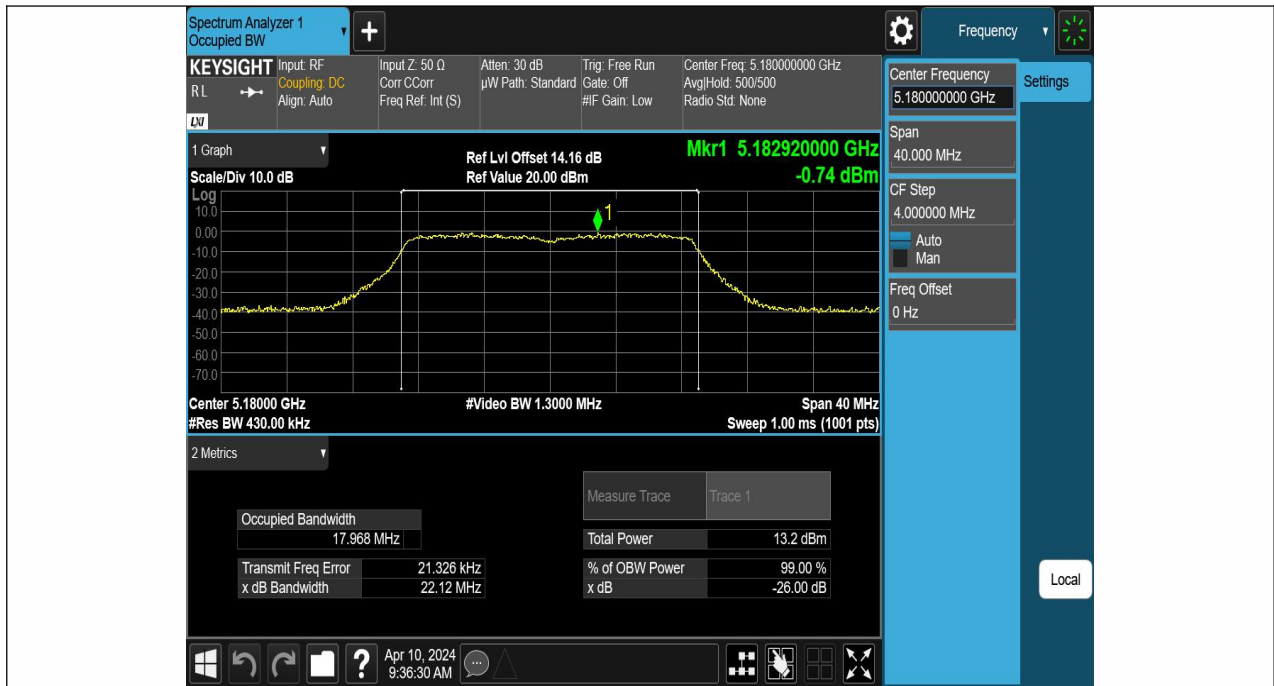 Spectrum Analyzer 1
Occupied BW
+
Frequency
KEYSIGHT
RL
LXI
Input: RF
Coupling: DC
Align: Auto
Input Z: 50 Ω
Corr CCorr
Freq Ref: Int (S)
Atten: 30 dB
µW Path: Standard
Trig: Free Run
Gate: Off
#IF Gain: Low
Center Freq: 5.180000000 GHz
Avg|Hold: 500/500
Radio Std: None
Center Frequency
5.180000000 GHz
Settings
Span
40.000 MHz
CF Step
4.000000 MHz
Auto
Man
Freq Offset
0 Hz
Local
1 Graph
Scale/Div 10.0 dB
Ref Lvl Offset 14.16 dB
Ref Value 20.00 dBm
Mkr1 5.182920000 GHz
-0.74 dBm
Log
10.0
0.00
-10.0
-20.0
-30.0
-40.0
-50.0
-60.0
-70.0
1
Center 5.18000 GHz
#Res BW 430.00 kHz
#Video BW 1.3000 MHz
Span 40 MHz
Sweep 1.00 ms (1001 pts)
2 Metrics
Measure Trace Trace 1
Occupied Bandwidth
17.968 MHz
Total Power 13.2 dBm
Transmit Freq Error 21.326 kHz
% of OBW Power 99.00 %
x dB Bandwidth 22.12 MHz
x dB -26.00 dB
?
Apr 10, 2024
9:36:30 AM